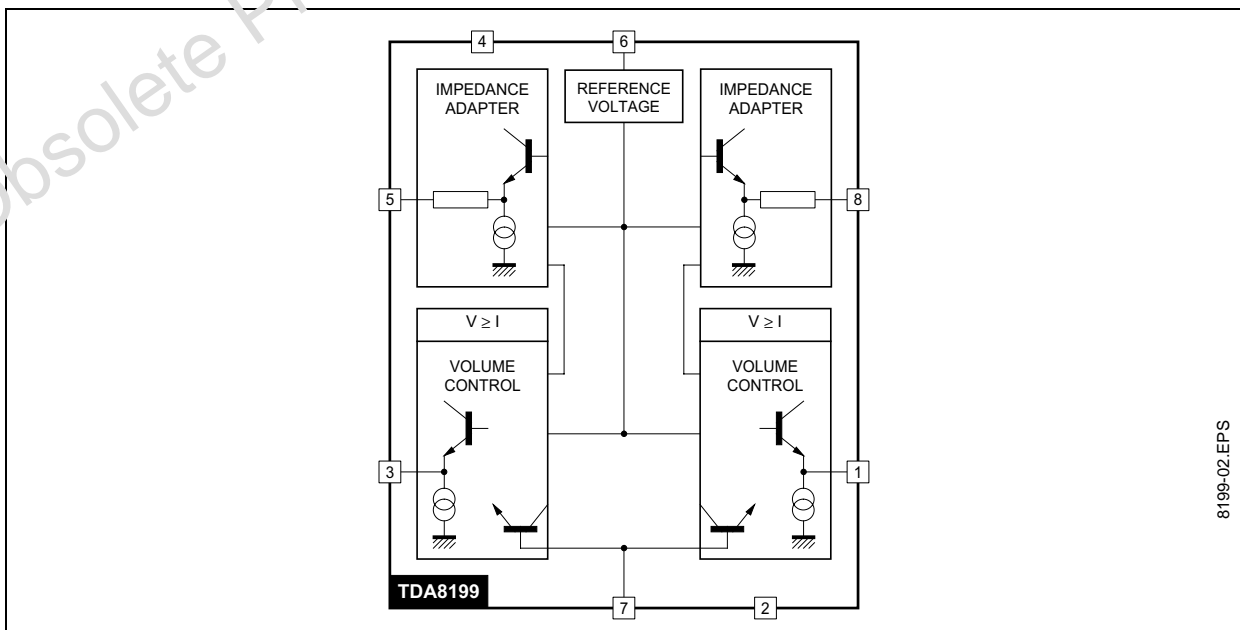 obsolete
4
6
IMPEDANCE
ADAPTER
REFERENCE
VOLTAGE
IMPEDANCE
ADAPTER
5
8
V ≥ I
V ≥ I
VOLUME
CONTROL
VOLUME
CONTROL
3
1
TDA8199
7
2
8199-02.EPS